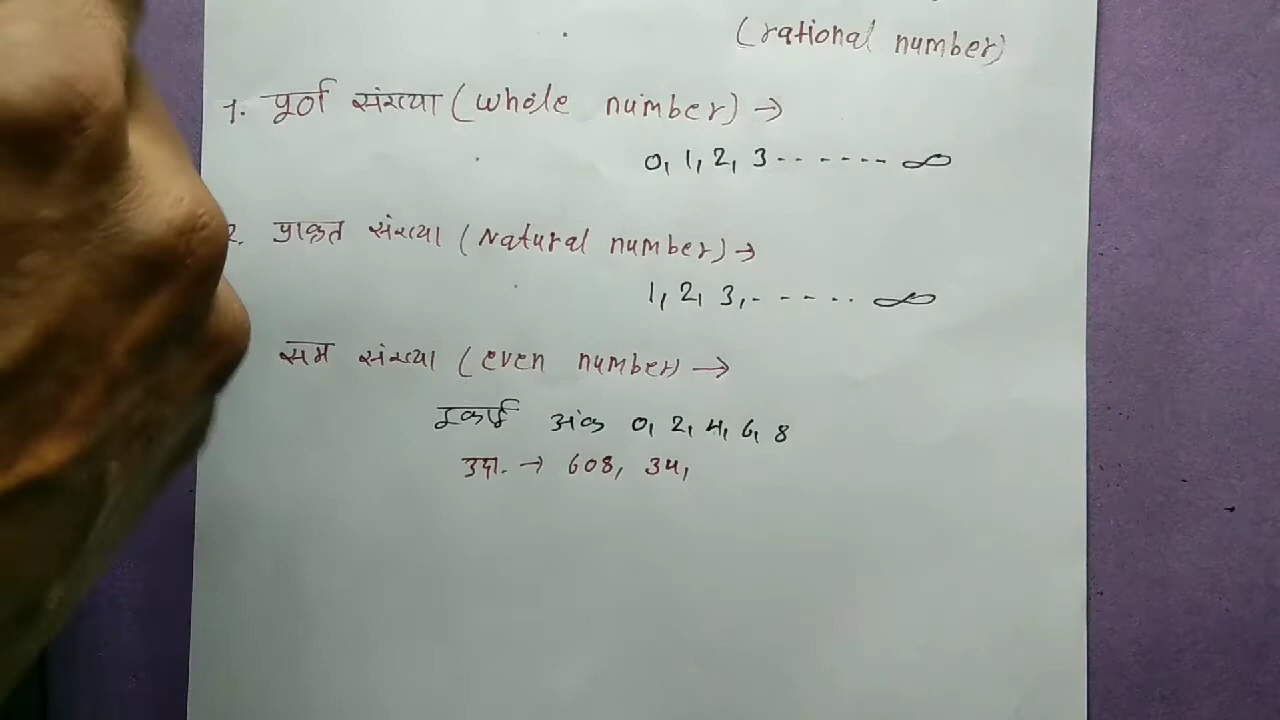 (rational number)
1. पूर्ण संख्या (whole number) →
0, 1, 2, 3 ------- ∞
2. प्राकृत संख्या (Natural number) →
1, 2, 3, ------ ∞
सम संख्या (even number) →
इकाई अंक 0, 2, 4, 6, 8
उदा. → 608, 34,